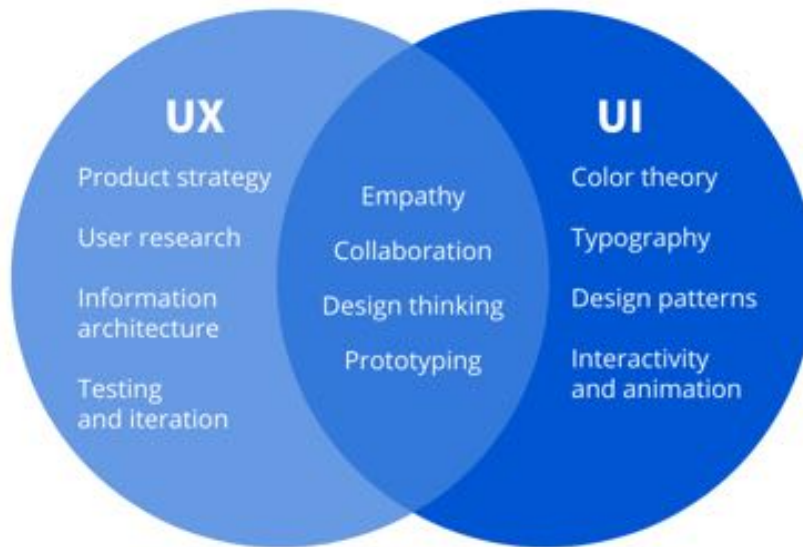 UX
Product strategy
User research
Information
architecture
Testing
and iteration
Empathy
Collaboration
Design thinking
Prototyping
UI
Color theory
Typography
Design patterns
Interactivity
and animation